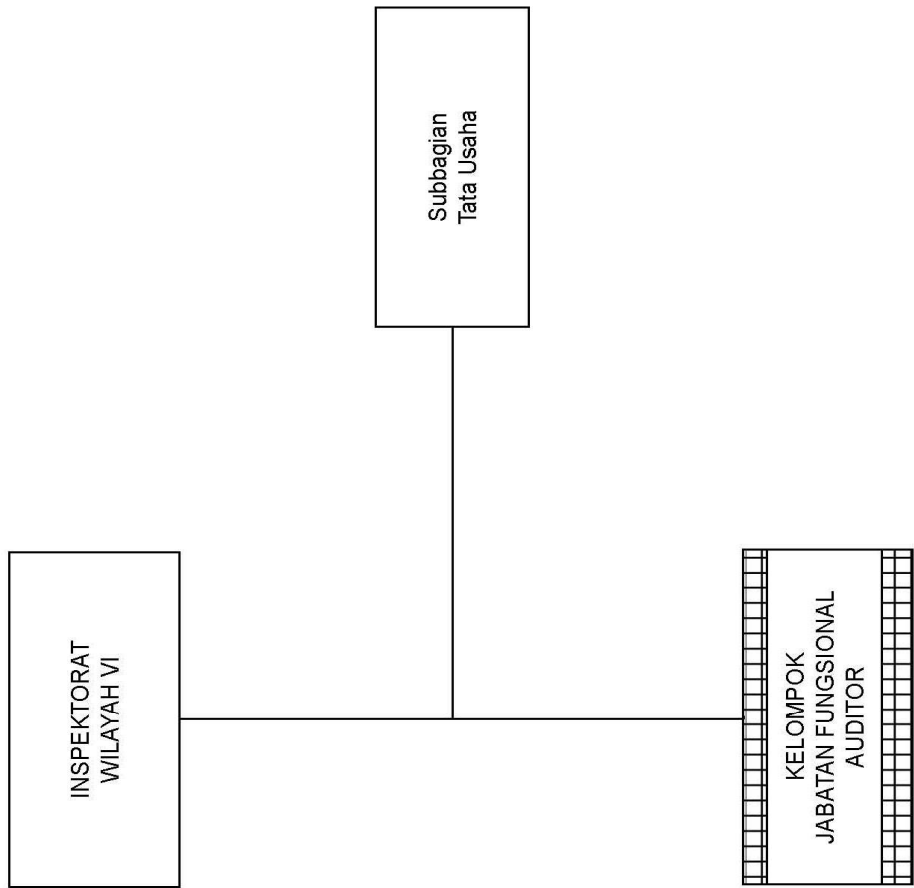 INSPEKTORAT
WILAYAH VI
Subbagian
Tata Usaha
KELOMPOK
JABATAN FUNGSIONAL
AUDITOR